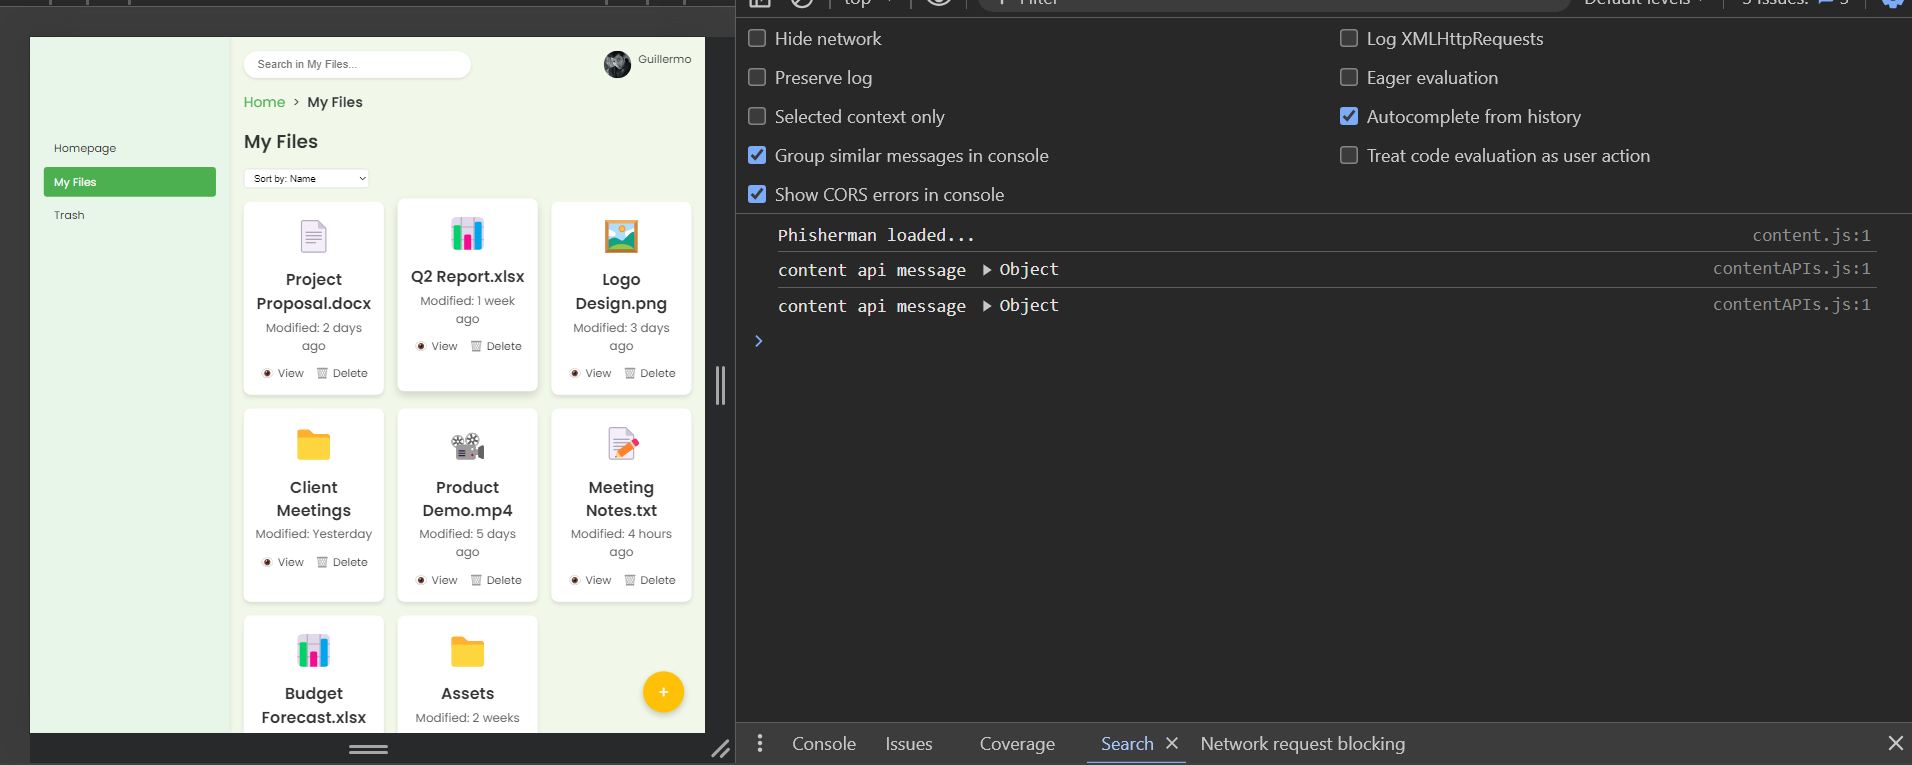 Search in My Files...
Guillermo
Home > My Files
My Files
Sort by: Name
Homepage
My Files
Trash
Project
Proposal.docx
Modified: 2 days
ago
View Delete
Q2 Report.xlsx
Modified: 1 week
ago
View Delete
Logo
Design.png
Modified: 3 days
ago
View Delete
Client
Meetings
Modified: Yesterday
View Delete
Product
Demo.mp4
Modified: 5 days
ago
View Delete
Meeting
Notes.txt
Modified: 4 hours
ago
View Delete
Budget
Forecast.xlsx
Assets
Modified: 2 weeks
+
top
Filter
Default levels
Hide network
Log XMLHttpRequests
Preserve log
Eager evaluation
Selected context only
Autocomplete from history
Group similar messages in console
Treat code evaluation as user action
Show CORS errors in console
Phisherman loaded... content.js:1
content api message ▶ Object contentAPIs.js:1
content api message ▶ Object contentAPIs.js:1
Console Issues Coverage Search Network request blocking